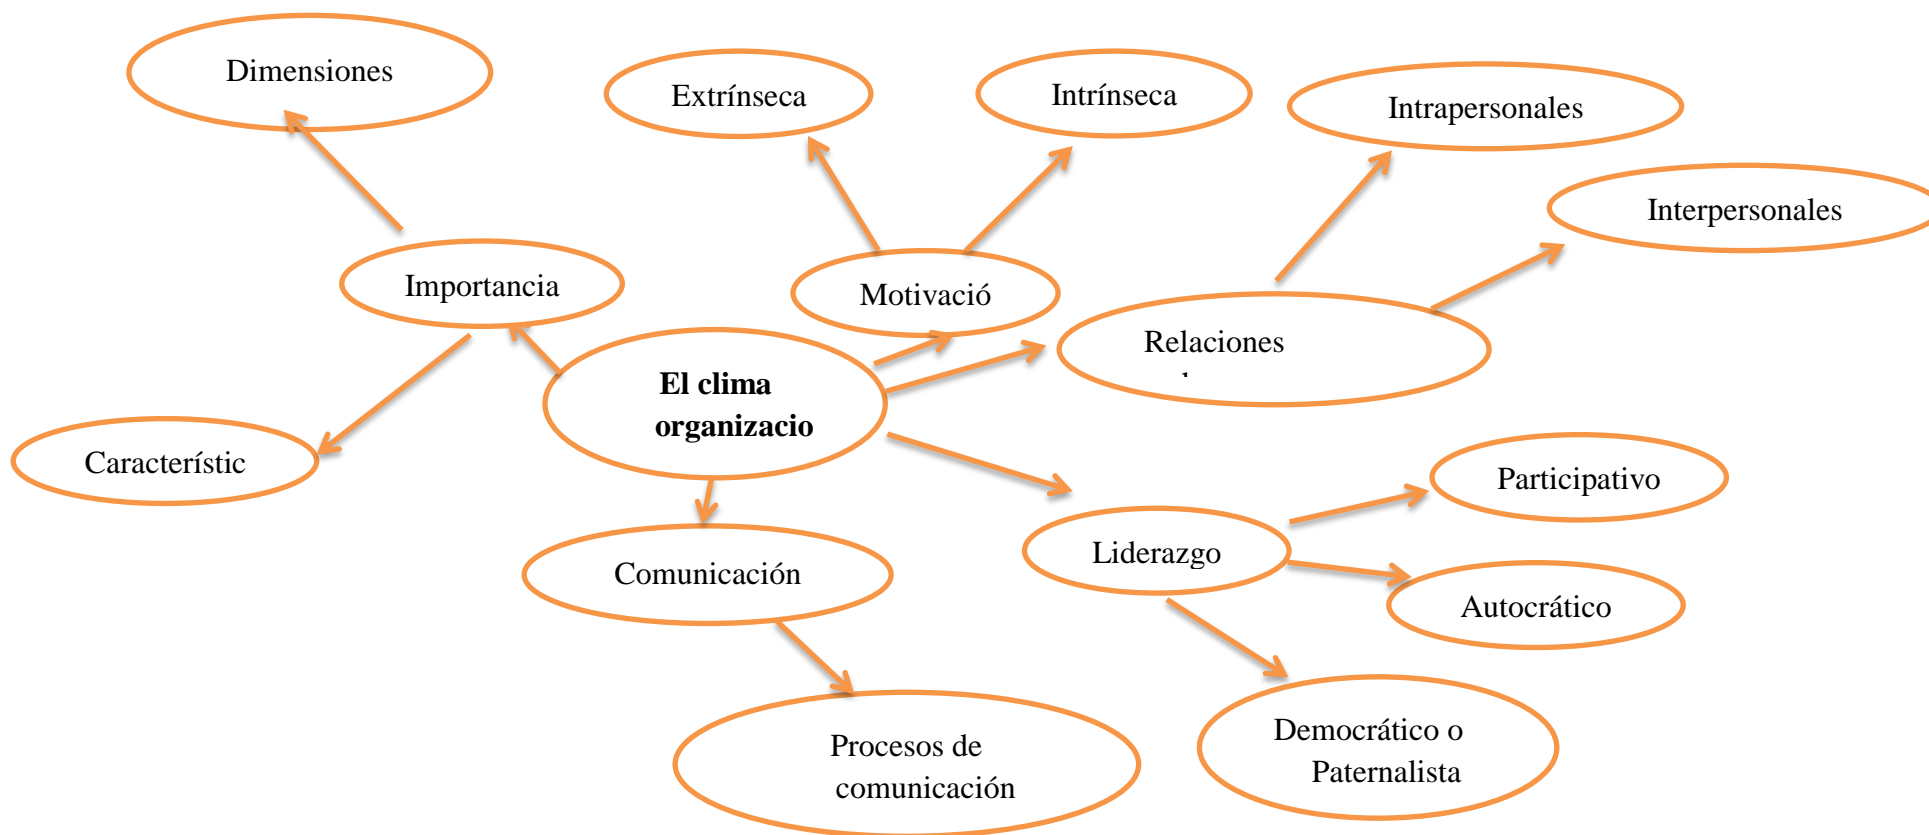 Dimensiones
Extrínseca
Intrínseca
Intrapersonales
Interpersonales
Importancia
Motivació
Relaciones
El clima
organizacio
Característic
Participativo
Comunicación
Liderazgo
Autocrático
Procesos de
comunicación
Democrático o
Paternalista